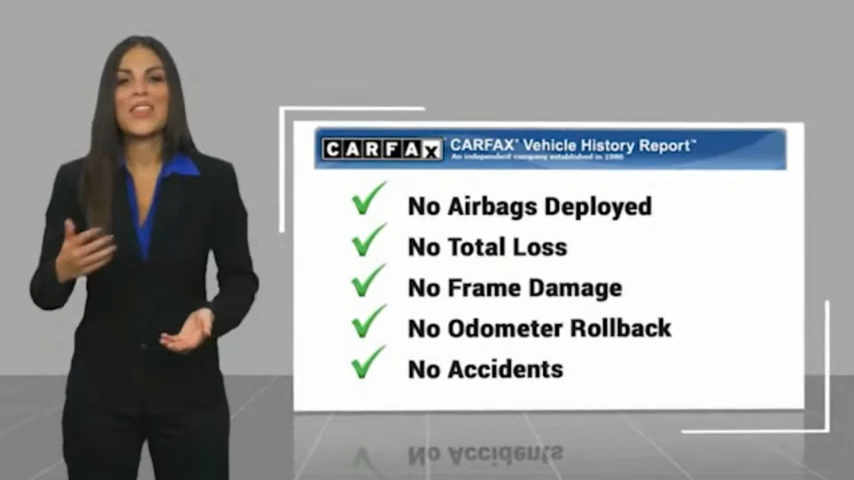 CARFAX CARFAX™ Vehicle History Report™
An independent company established in 1986
No Airbags Deployed
No Total Loss
No Frame Damage
No Odometer Rollback
No Accidents
No Accidents